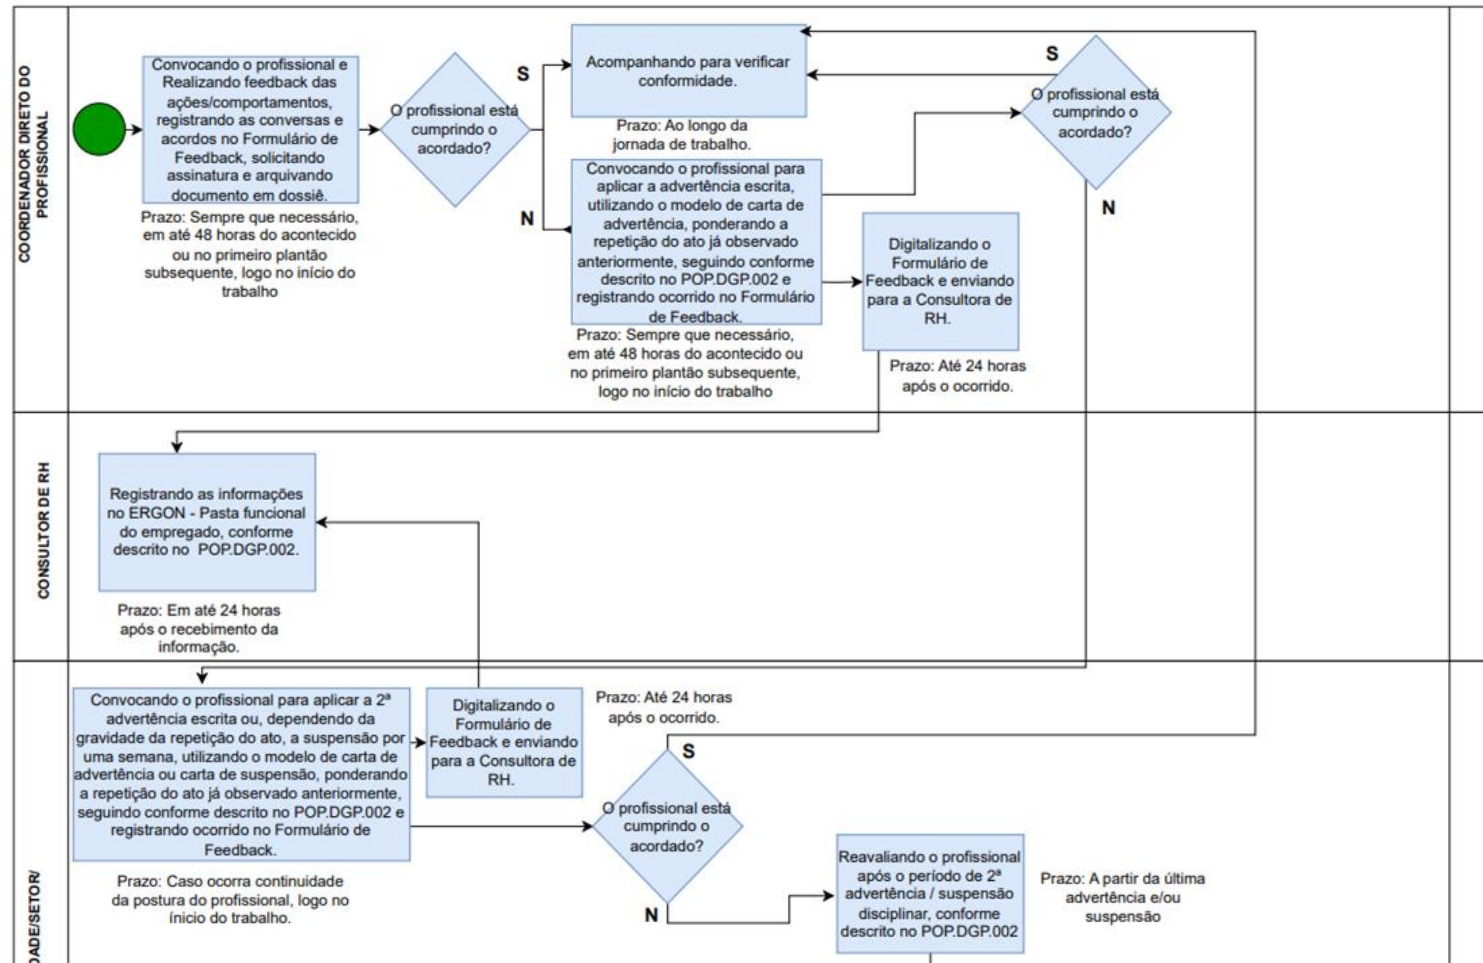 COORDENADOR DIRETO DO
PROFISSIONAL
Convocando o profissional e
Realizando feedback das
ações/comportamentos,
registrando as conversas e
acordos no Formulário de
Feedback, solicitando
assinatura e arquivando
documento em dossiê.
Prazo: Sempre que necessário,
em até 48 horas do acontecido
ou no primeiro plantão
subsequente, logo no início do
trabalho
O profissional está
cumprindo o
acordado?
S
N
Acompanhando para verificar
conformidade.
Prazo: Ao longo da
jornada de trabalho.
Convocando o profissional para
aplicar a advertência escrita,
utilizando o modelo de carta de
advertência, ponderando a
repetição do ato já observado
anteriormente, seguindo conforme
descrito no POP.DGP.002 e
registrando ocorrido no Formulário
de Feedback.
Prazo: Sempre que necessário,
em até 48 horas do acontecido ou
no primeiro plantão subsequente,
logo no início do trabalho
Digitalizando o
Formulário de
Feedback e enviando
para a Consultora de
RH.
Prazo: Até 24 horas
após o ocorrido.
S
O profissional está
cumprindo o
acordado?
N
CONSULTOR DE RH
Registrando as informações
no ERGON - Pasta funcional
do empregado, conforme
descrito no POP.DGP.002.
Prazo: Em até 24 horas
após o recebimento da
informação.
ADE/SETOR/
Convocando o profissional para aplicar a 2ª
advertência escrita ou, dependendo da
gravidade da repetição do ato, a suspensão por
uma semana, utilizando o modelo de carta de
advertência ou carta de suspensão, ponderando
a repetição do ato já observado anteriormente,
seguindo conforme descrito no POP.DGP.002 e
registrando ocorrido no Formulário de
Feedback.
Prazo: Caso ocorra continuidade
da postura do profissional, logo no
ínicio do trabalho.
Digitalizando o
Formulário de
Feedback e enviando
para a Consultora de
RH.
Prazo: Até 24 horas
após o ocorrido.
S
O profissional está
cumprindo o
acordado?
N
Reavaliando o profissional
após o período de 2ª
advertência / suspensão
disciplinar, conforme
descrito no POP.DGP.002
Prazo: A partir da última
advertência e/ou
suspensão